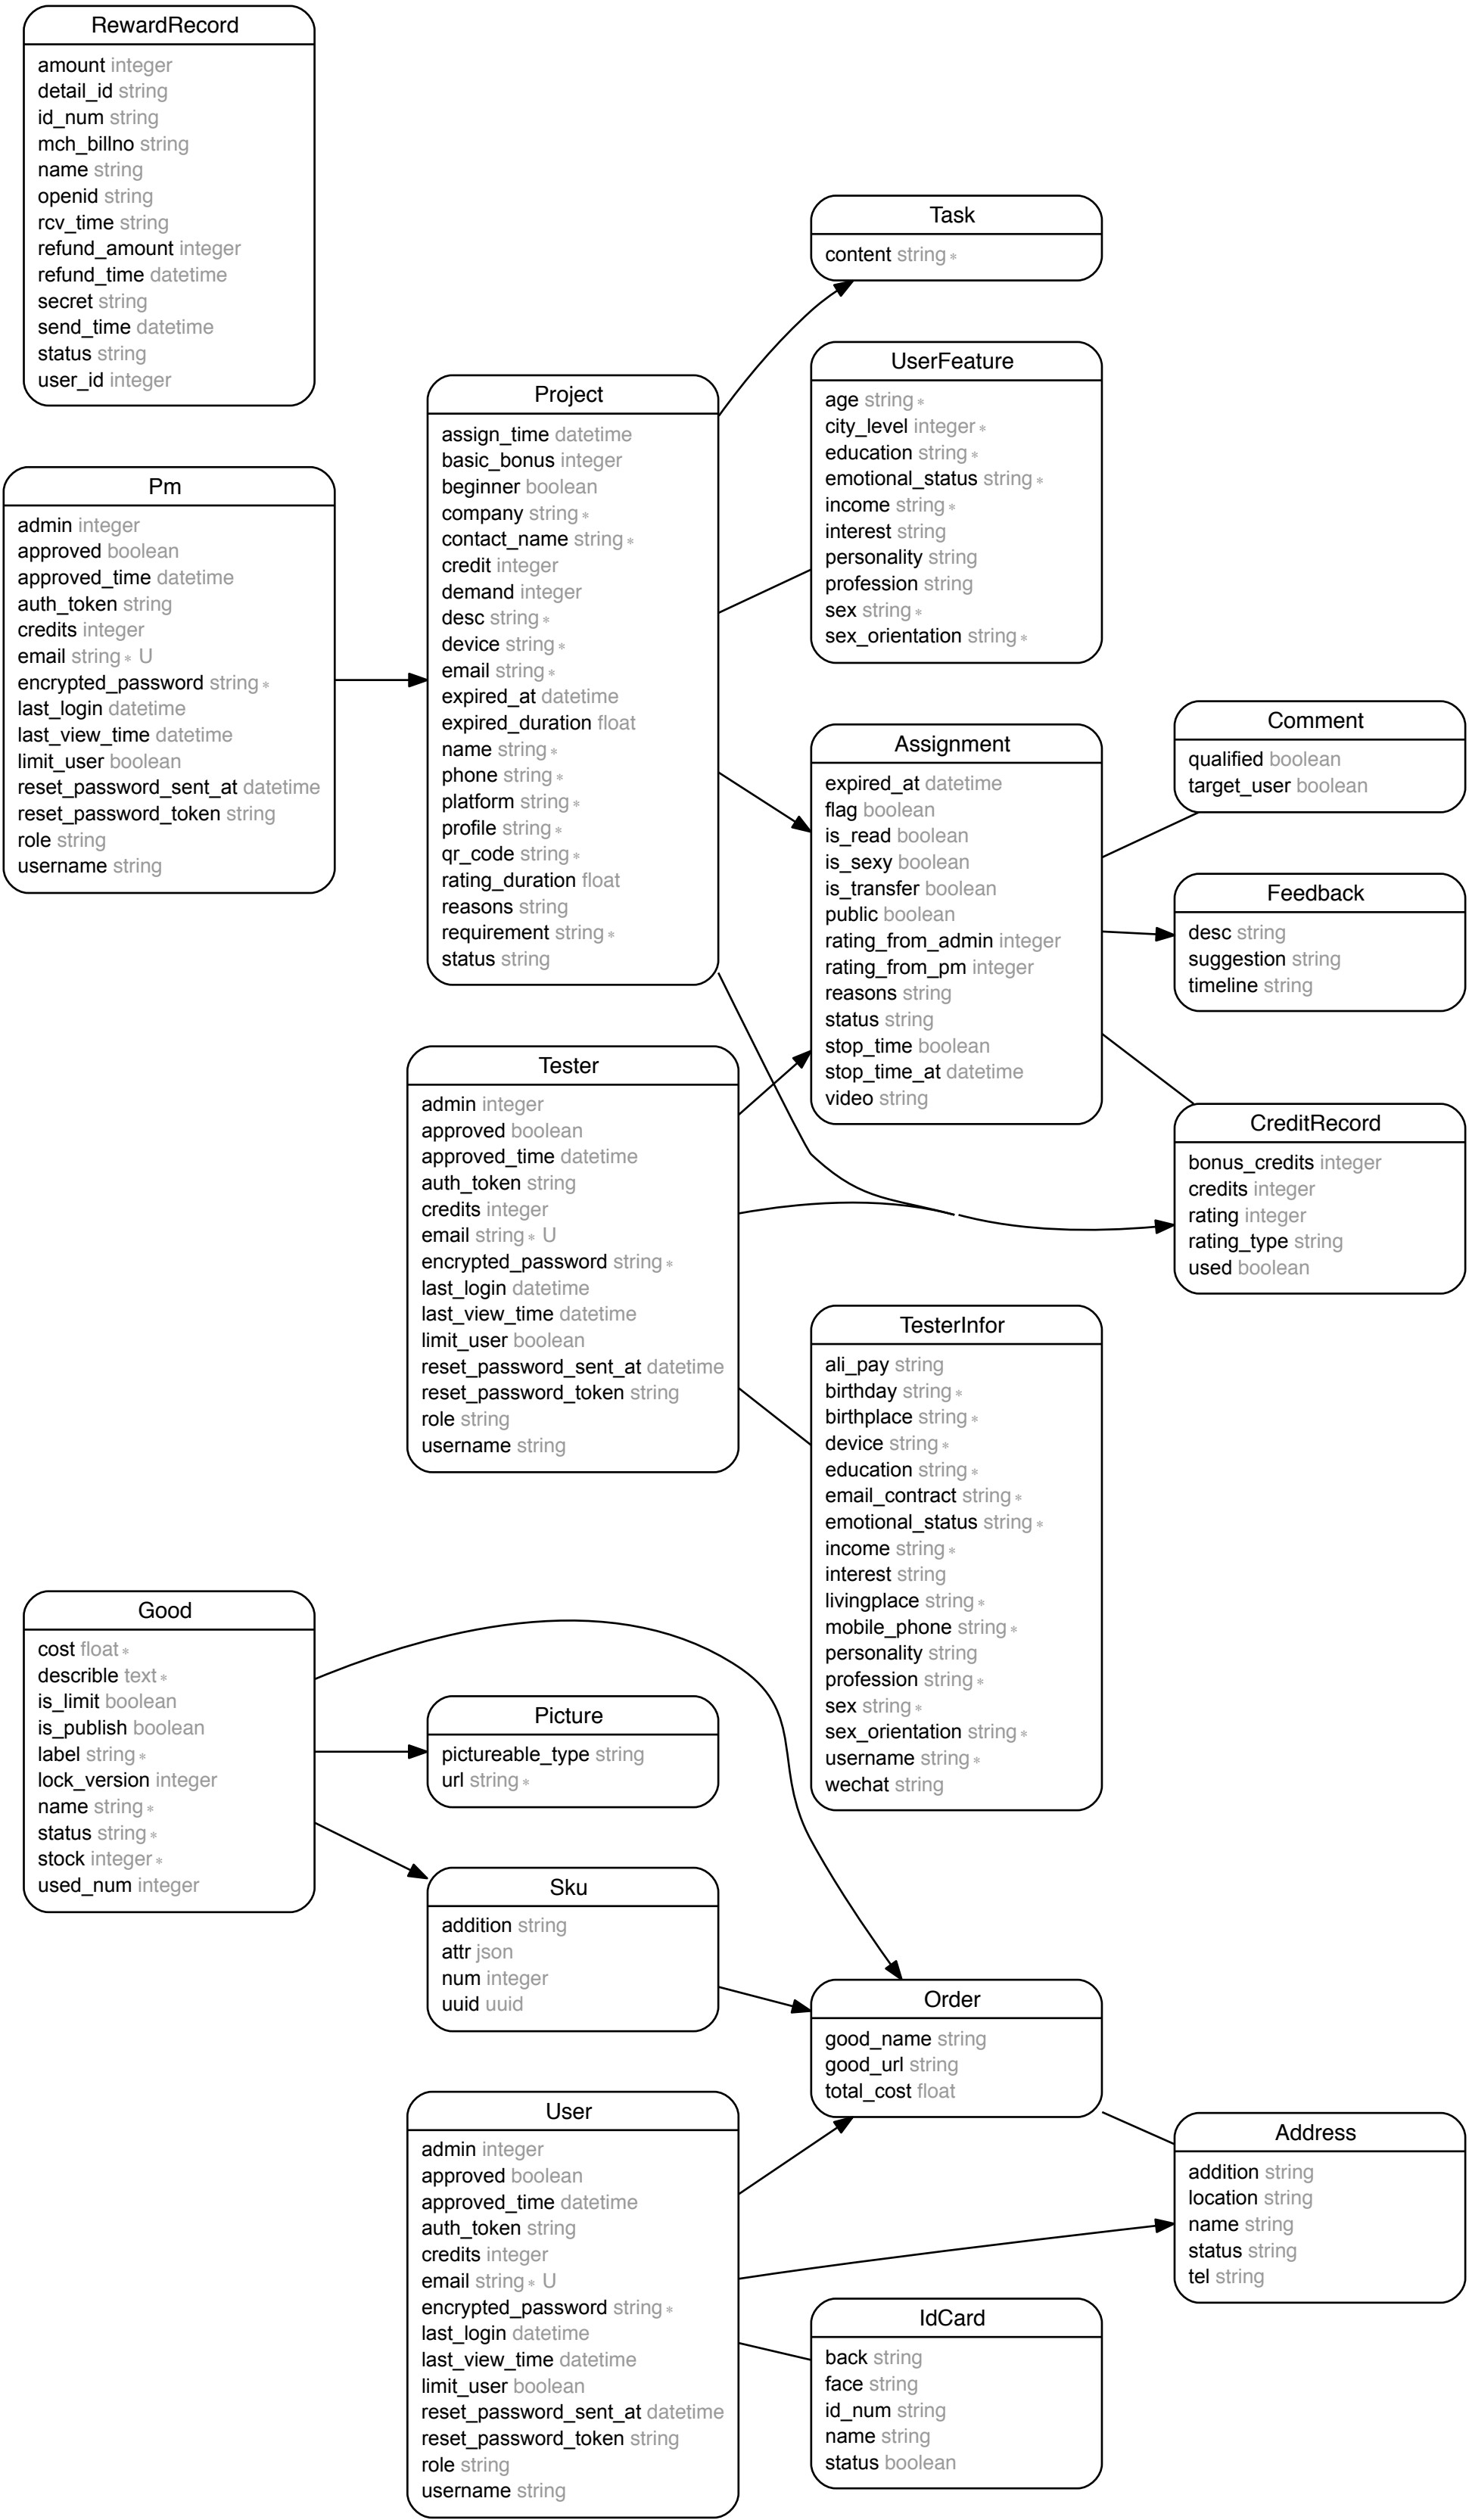 RewardRecord
amount integer
detail_id string
id_num string
mch_billno string
name string
openid string
rcv_time string
refund_amount integer
refund_time datetime
secret string
send_time datetime
status string
user_id integer
Pm
admin integer
approved boolean
approved_time datetime
auth_token string
credits integer
email string * U
encrypted_password string *
last_login datetime
last_view_time datetime
limit_user boolean
reset_password_sent_at datetime
reset_password_token string
role string
username string
Project
assign_time datetime
basic_bonus integer
beginner boolean
company string *
contact_name string *
credit integer
demand integer
desc string *
device string *
email string *
expired_at datetime
expired_duration float
name string *
phone string *
platform string *
profile string *
qr_code string *
rating_duration float
reasons string
requirement string *
status string
Task
content string *
UserFeature
age string *
city_level integer *
education string *
emotional_status string *
income string *
interest string
personality string
profession string
sex string *
sex_orientation string *
Assignment
expired_at datetime
flag boolean
is_read boolean
is_sexy boolean
is_transfer boolean
public boolean
rating_from_admin integer
rating_from_pm integer
reasons string
status string
stop_time boolean
stop_time_at datetime
video string
Comment
qualified boolean
target_user boolean
Feedback
desc string
suggestion string
timeline string
CreditRecord
bonus_credits integer
credits integer
rating integer
rating_type string
used boolean
Tester
admin integer
approved boolean
approved_time datetime
auth_token string
credits integer
email string * U
encrypted_password string *
last_login datetime
last_view_time datetime
limit_user boolean
reset_password_sent_at datetime
reset_password_token string
role string
username string
TesterInfor
ali_pay string
birthday string *
birthplace string *
device string *
education string *
email_contract string *
emotional_status string *
income string *
interest string
livingplace string *
mobile_phone string *
personality string
profession string *
sex string *
sex_orientation string *
username string *
wechat string
Good
cost float *
describle text *
is_limit boolean
is_publish boolean
label string *
lock_version integer
name string *
status string *
stock integer *
used_num integer
Picture
pictureable_type string
url string *
Sku
addition string
attr json
num integer
uuid uuid
Order
good_name string
good_url string
total_cost float
User
admin integer
approved boolean
approved_time datetime
auth_token string
credits integer
email string * U
encrypted_password string *
last_login datetime
last_view_time datetime
limit_user boolean
reset_password_sent_at datetime
reset_password_token string
role string
username string
Address
addition string
location string
name string
status string
tel string
IdCard
back string
face string
id_num string
name string
status boolean